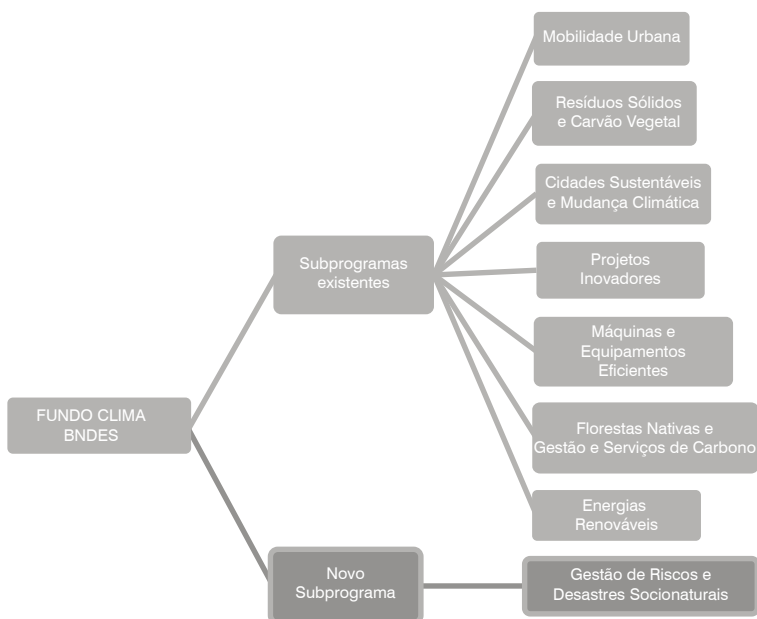 Mobilidade Urbana
Resíduos Sólidos
e Carvão Vegetal
Cidades Sustentáveis
e Mudança Climática
Subprogramas
existentes
Projetos
Inovadores
Máquinas e
Equipamentos
Eficientes
FUNDO CLIMA
BNDES
Florestas Nativas e
Gestão e Serviços de Carbono
Energias
Renováveis
Novo
Subprograma
Gestão de Riscos e
Desastres Socionaturais